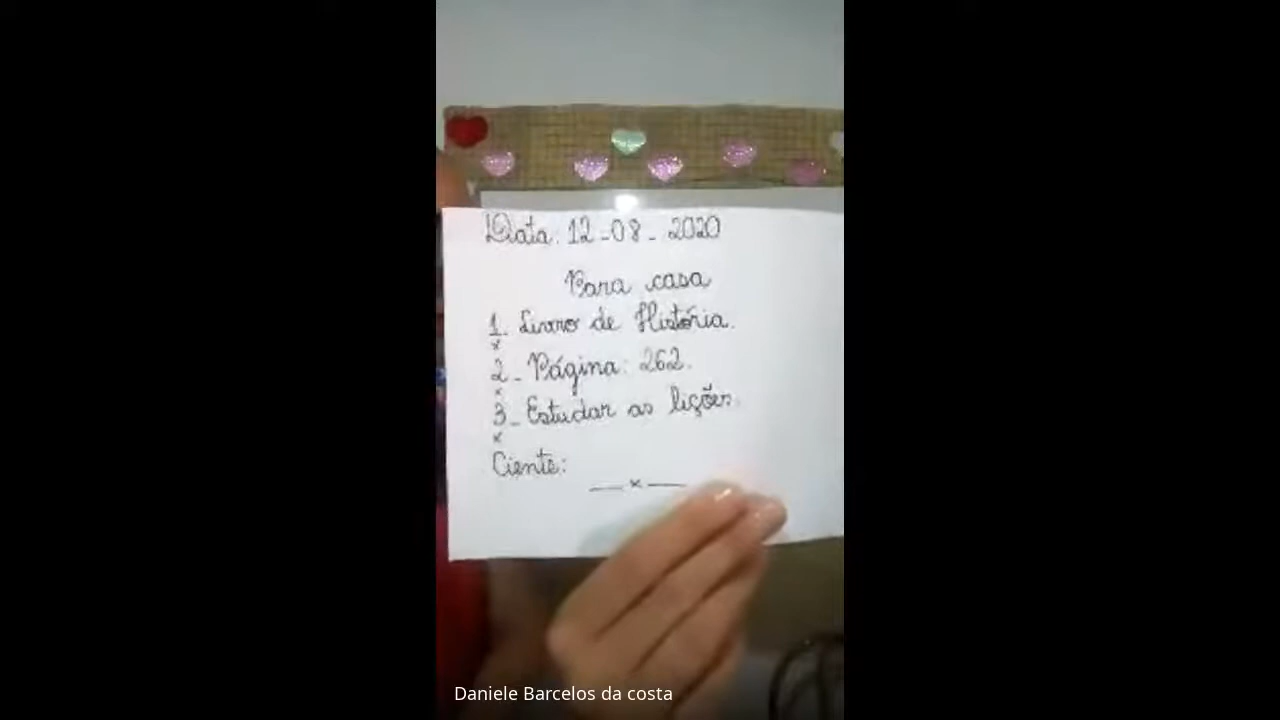 Data: 12-08-2020
Para casa
1. Livro de História.
x
2- Página: 262.
x
3- Estudar as lições.
x
Ciente:
—x—
Daniele Barcelos da costa